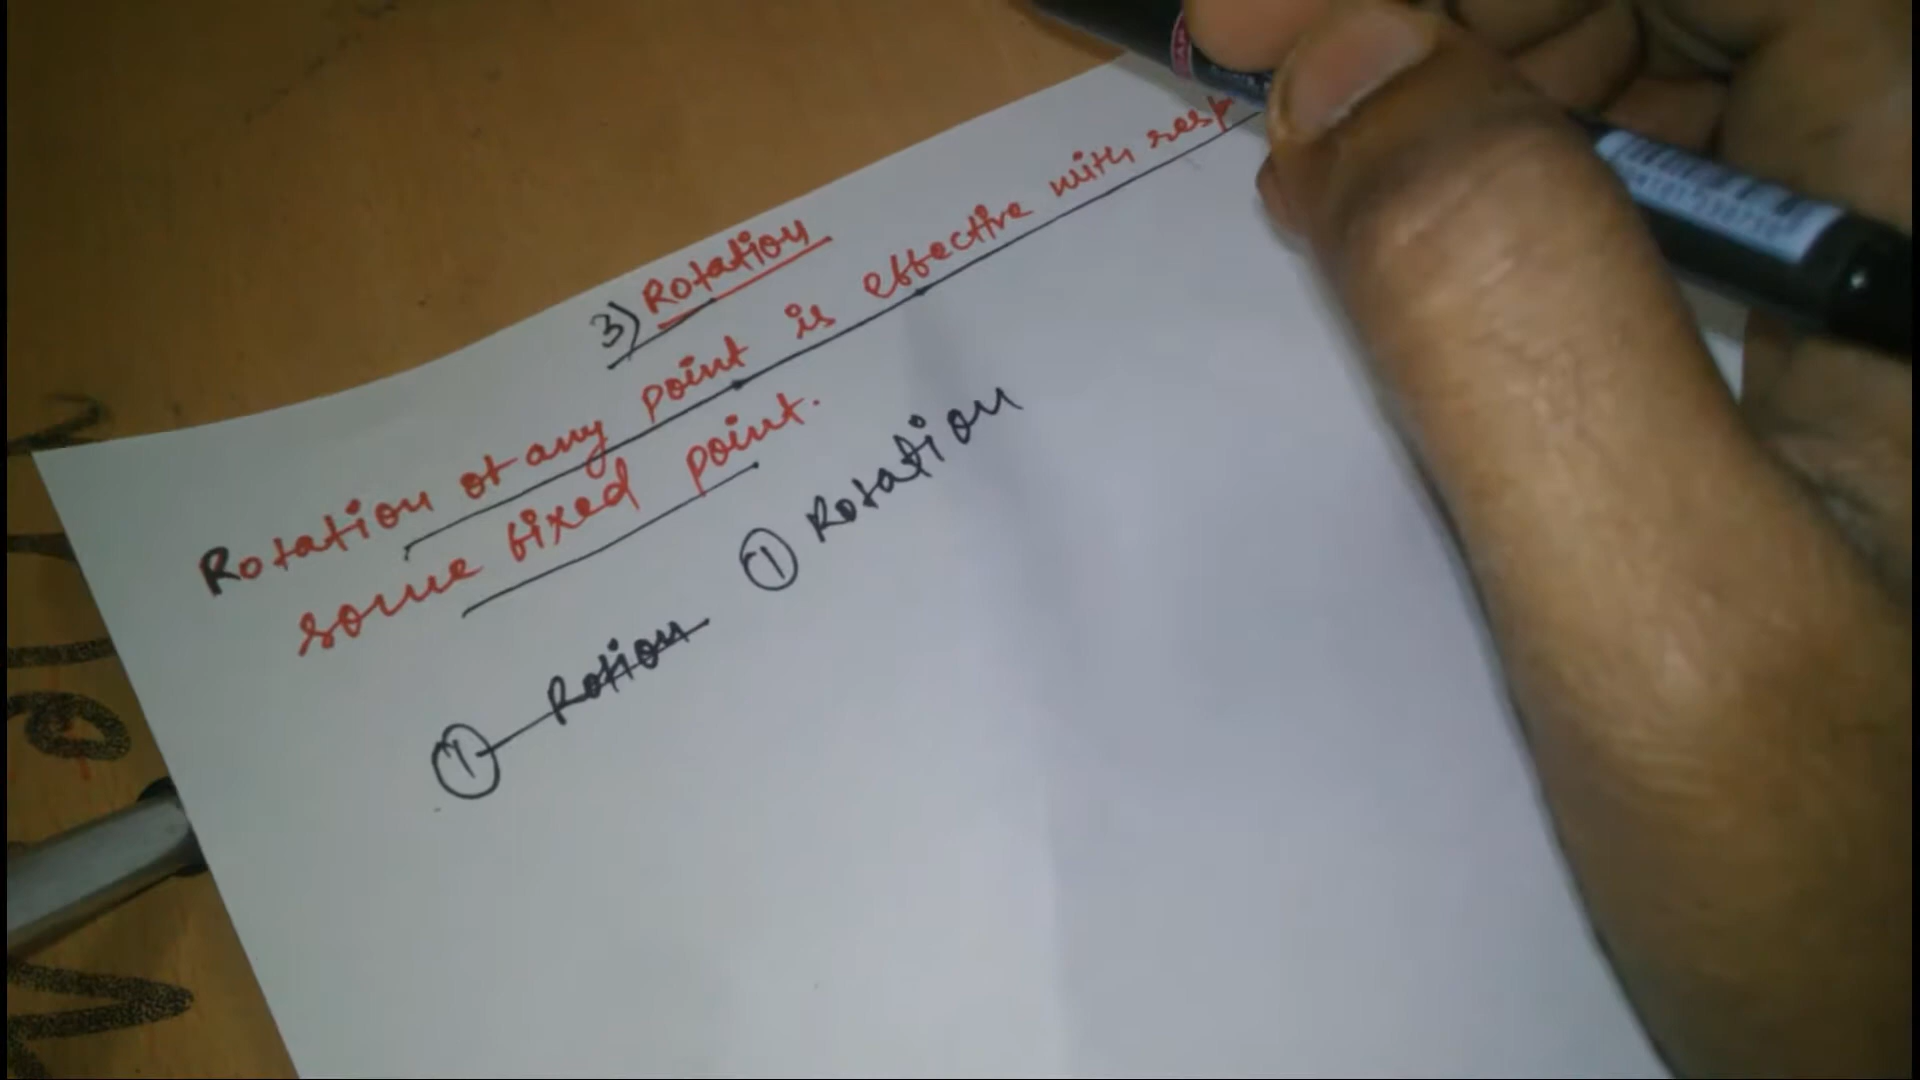 3) Rotation
Rotation of any point is effective with resp
some fixed point.
① Rotation
① Rotion